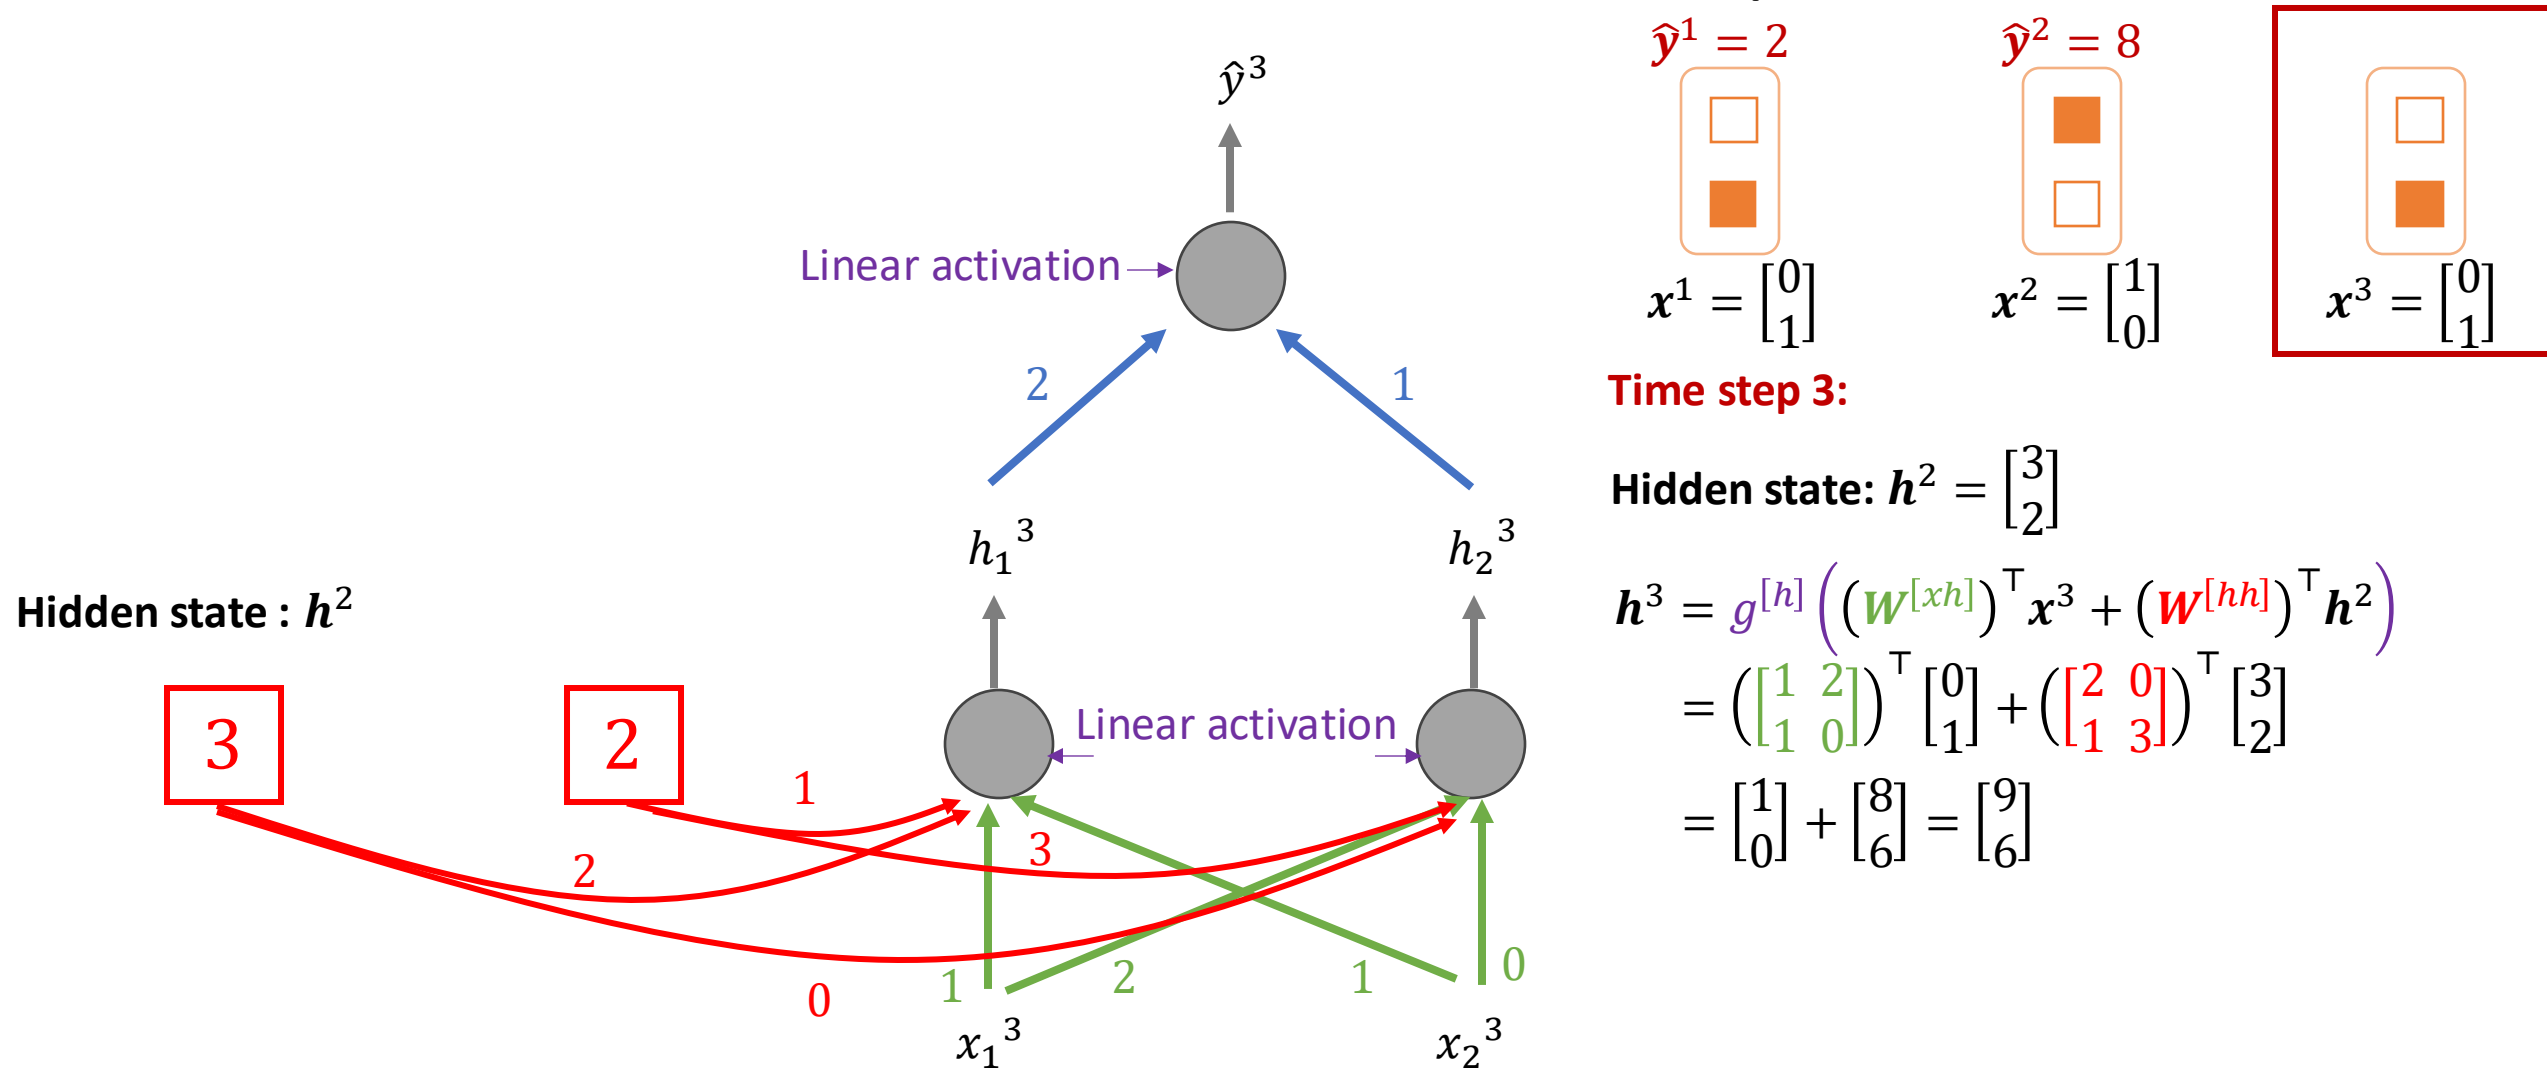 ŷ³
Linear activation
2
1
h₁³
h₂³
Hidden state : h²
3
2
Linear activation
1
2
3
0
1
2
1
0
x₁³
x₂³
ŷ¹ = 2
ŷ² = 8
x¹ = [0 1]
x² = [1 0]
x³ = [0 1]
Time step 3:
Hidden state: h² = [3 2]
h³ = g^[h] ((W^[xh])^⊤ x³ + (W^[hh])^⊤ h²)
= ([1 2; 1 0])^⊤ [0 1] + ([2 0; 1 3])^⊤ [3 2]
= [1 0] + [8 6] = [9 6]